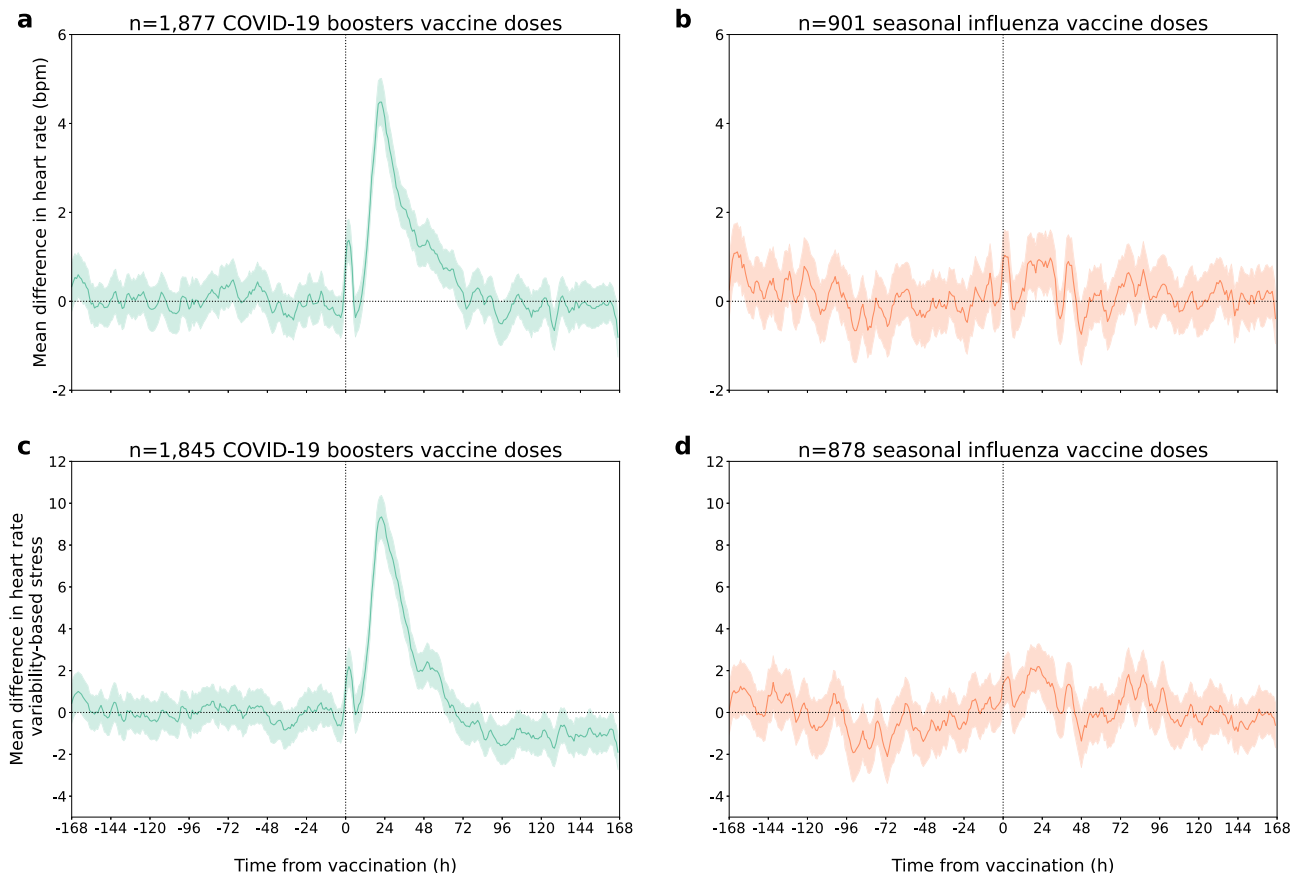 a
n=1,877 COVID-19 boosters vaccine doses
6
4
2
0
-2
Mean difference in heart rate (bpm)
b
n=901 seasonal influenza vaccine doses
6
4
2
0
-2
c
n=1,845 COVID-19 boosters vaccine doses
12
10
8
6
4
2
0
-2
-4
Mean difference in heart rate
variability-based stress
-168 -144 -120 -96 -72 -48 -24 0 24 48 72 96 120 144 168
Time from vaccination (h)
d
n=878 seasonal influenza vaccine doses
12
10
8
6
4
2
0
-2
-4
-168 -144 -120 -96 -72 -48 -24 0 24 48 72 96 120 144 168
Time from vaccination (h)